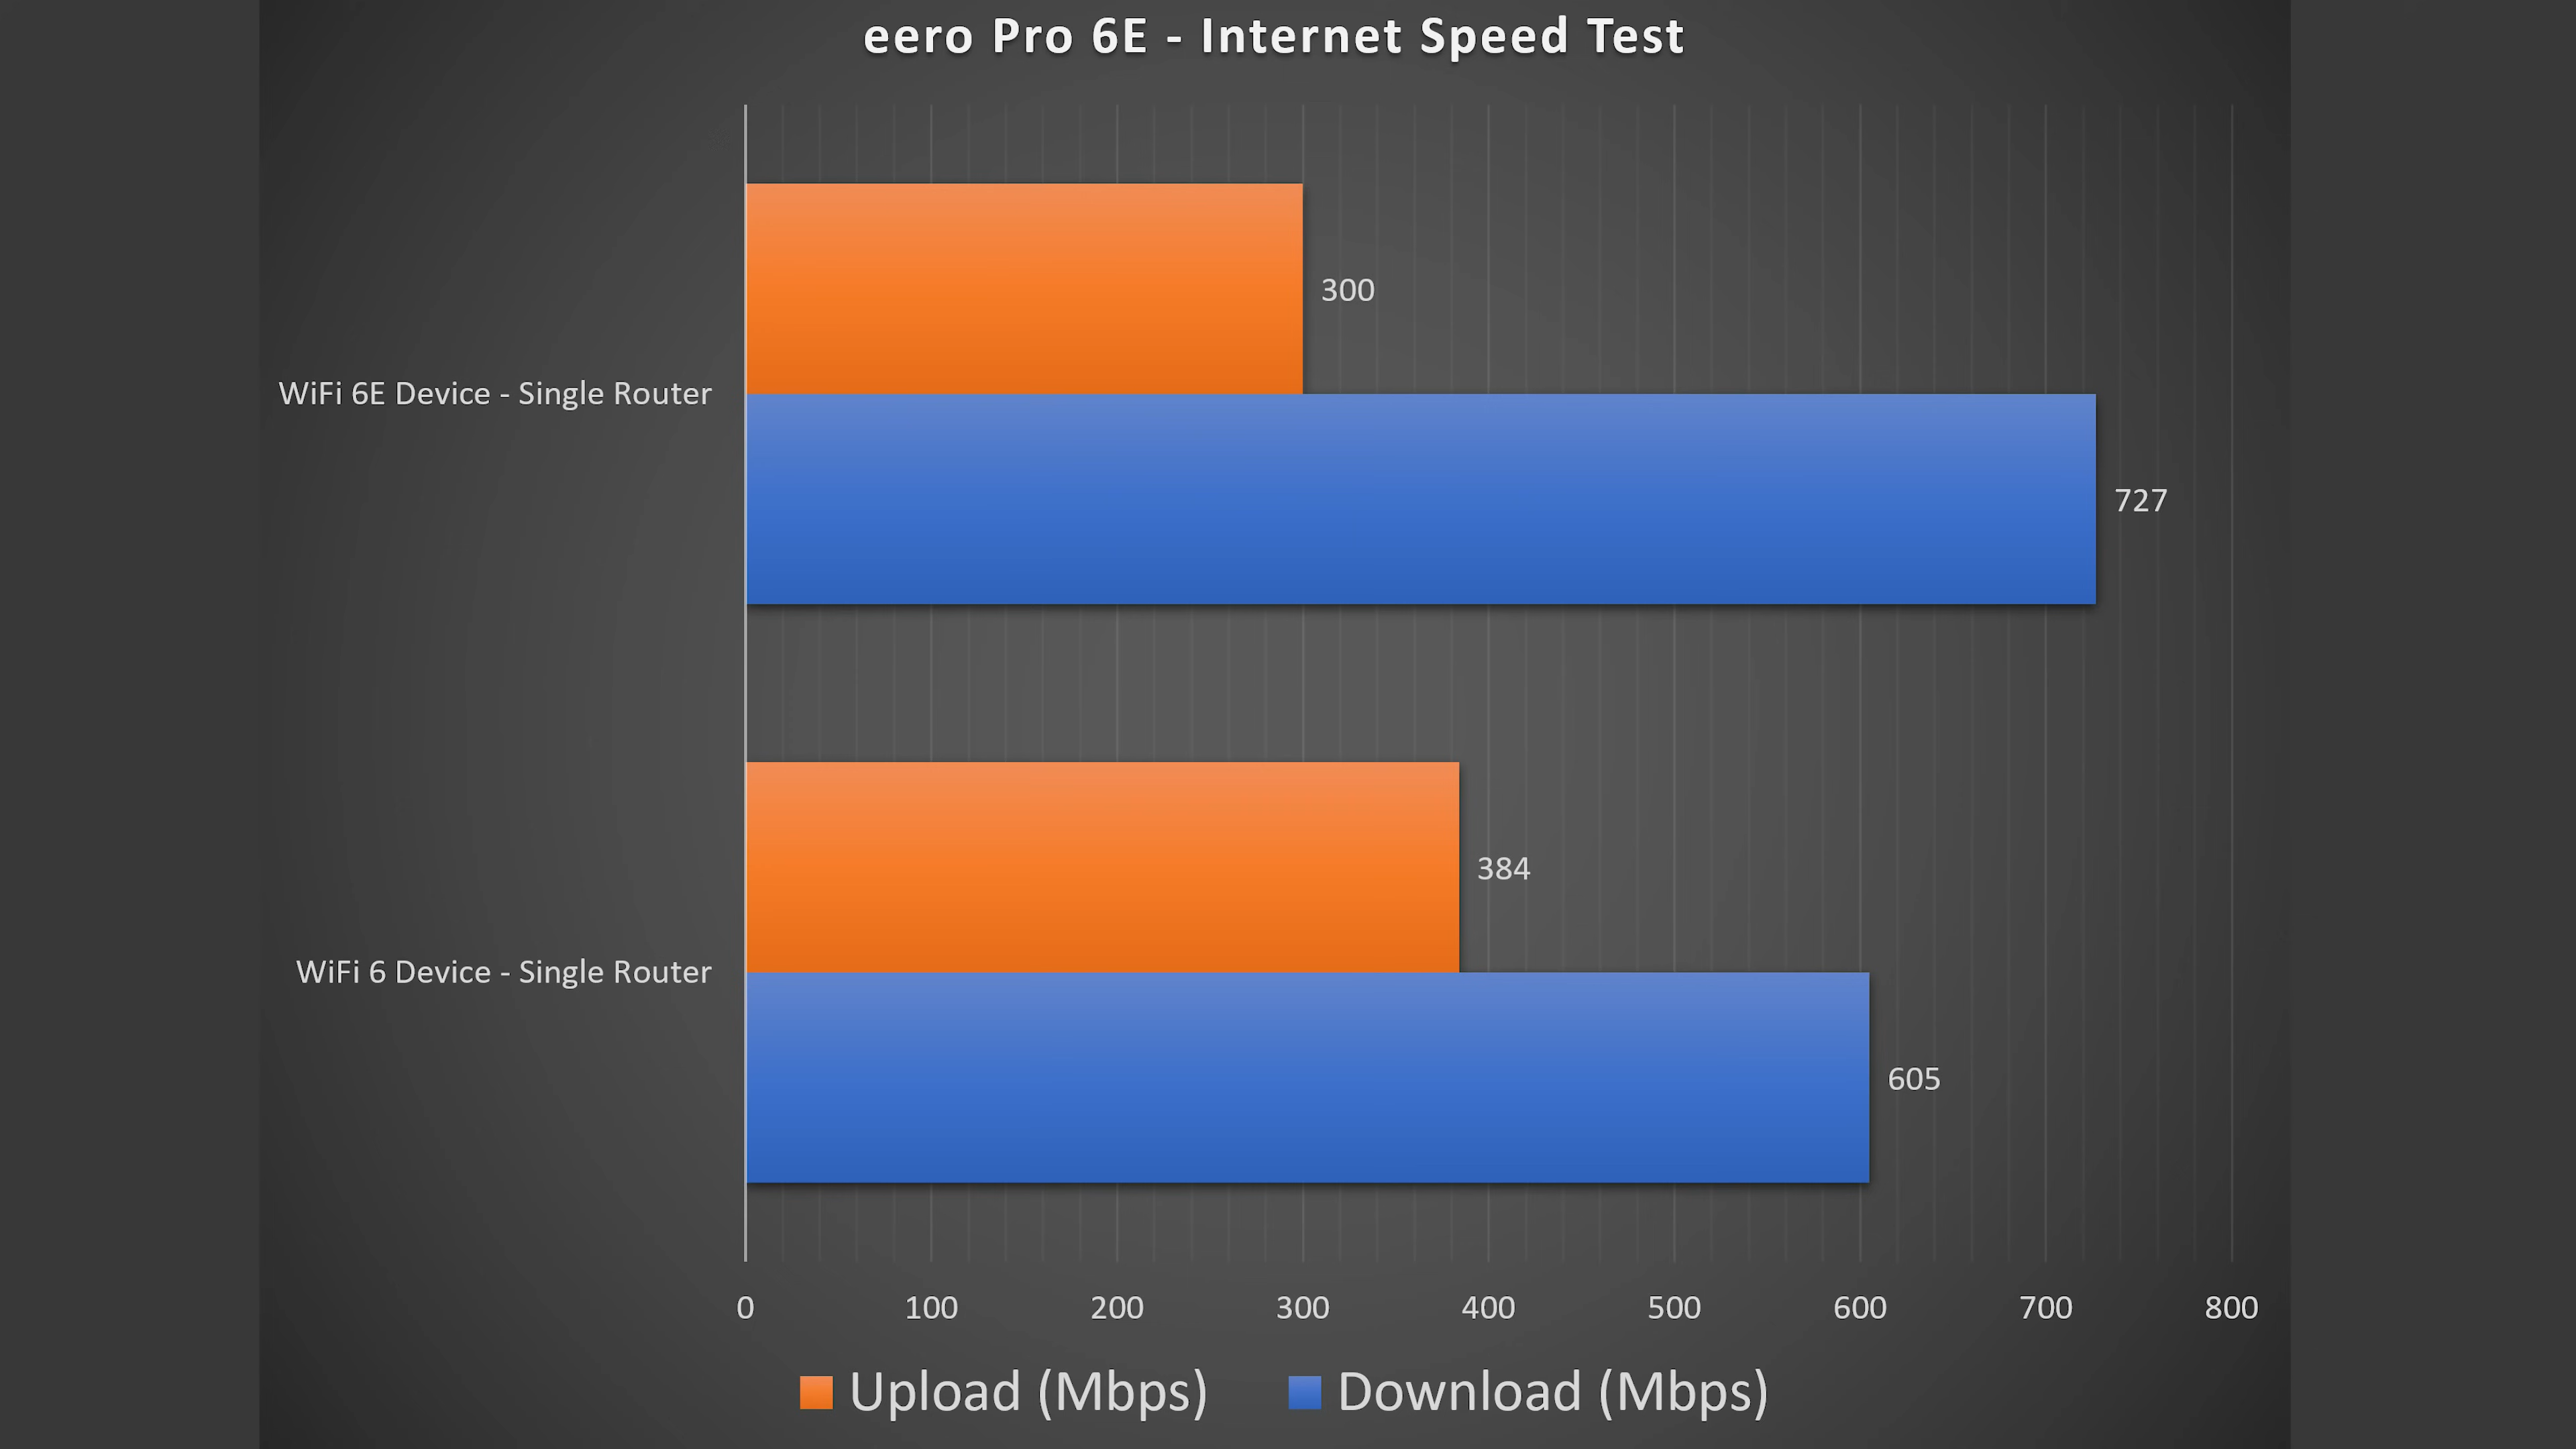 eero Pro 6E - Internet Speed Test
300
WiFi 6E Device - Single Router
727
384
WiFi 6 Device - Single Router
605
0 100 200 300 400 500 600 700 800
Upload (Mbps) Download (Mbps)